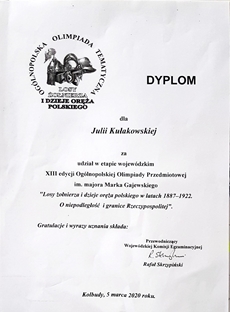 OGÓLNOPOLSKA OLIMPIADA TEMATYCZNA
LOSY
ŻOŁNIERZA
I DZIEJE ORĘŻA
POLSKIEGO
DYPLOM
dla
Julii Kułakowskiej
za
udział w etapie wojewódzkim
XIII edycji Ogólnopolskiej Olimpiady Przedmiotowej
im. majora Marka Gajewskiego
"Losy żołnierza i dzieje oręża polskiego w latach 1887–1922.
O niepodległość i granice Rzeczypospolitej".
Gratulacje i wyrazy uznania składa:
Przewodniczący
Wojewódzkiej Komisji Egzaminacyjnej
Rafał Skrzypiński
Kolbudy, 5 marca 2020 roku.